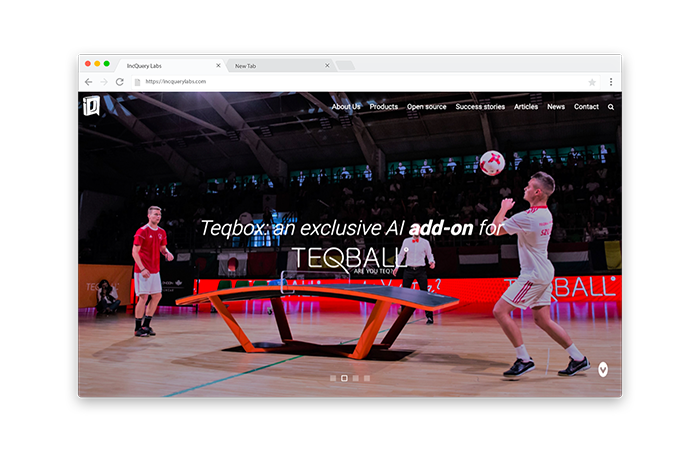 IncQuery Labs
New Tab
https://incquerylabs.com
About Us Products Open source Success stories Articles News Contact
Teqbox: an exclusive AI add-on for
TEQBALL
ARE YOU TEQ?
TEQBALL